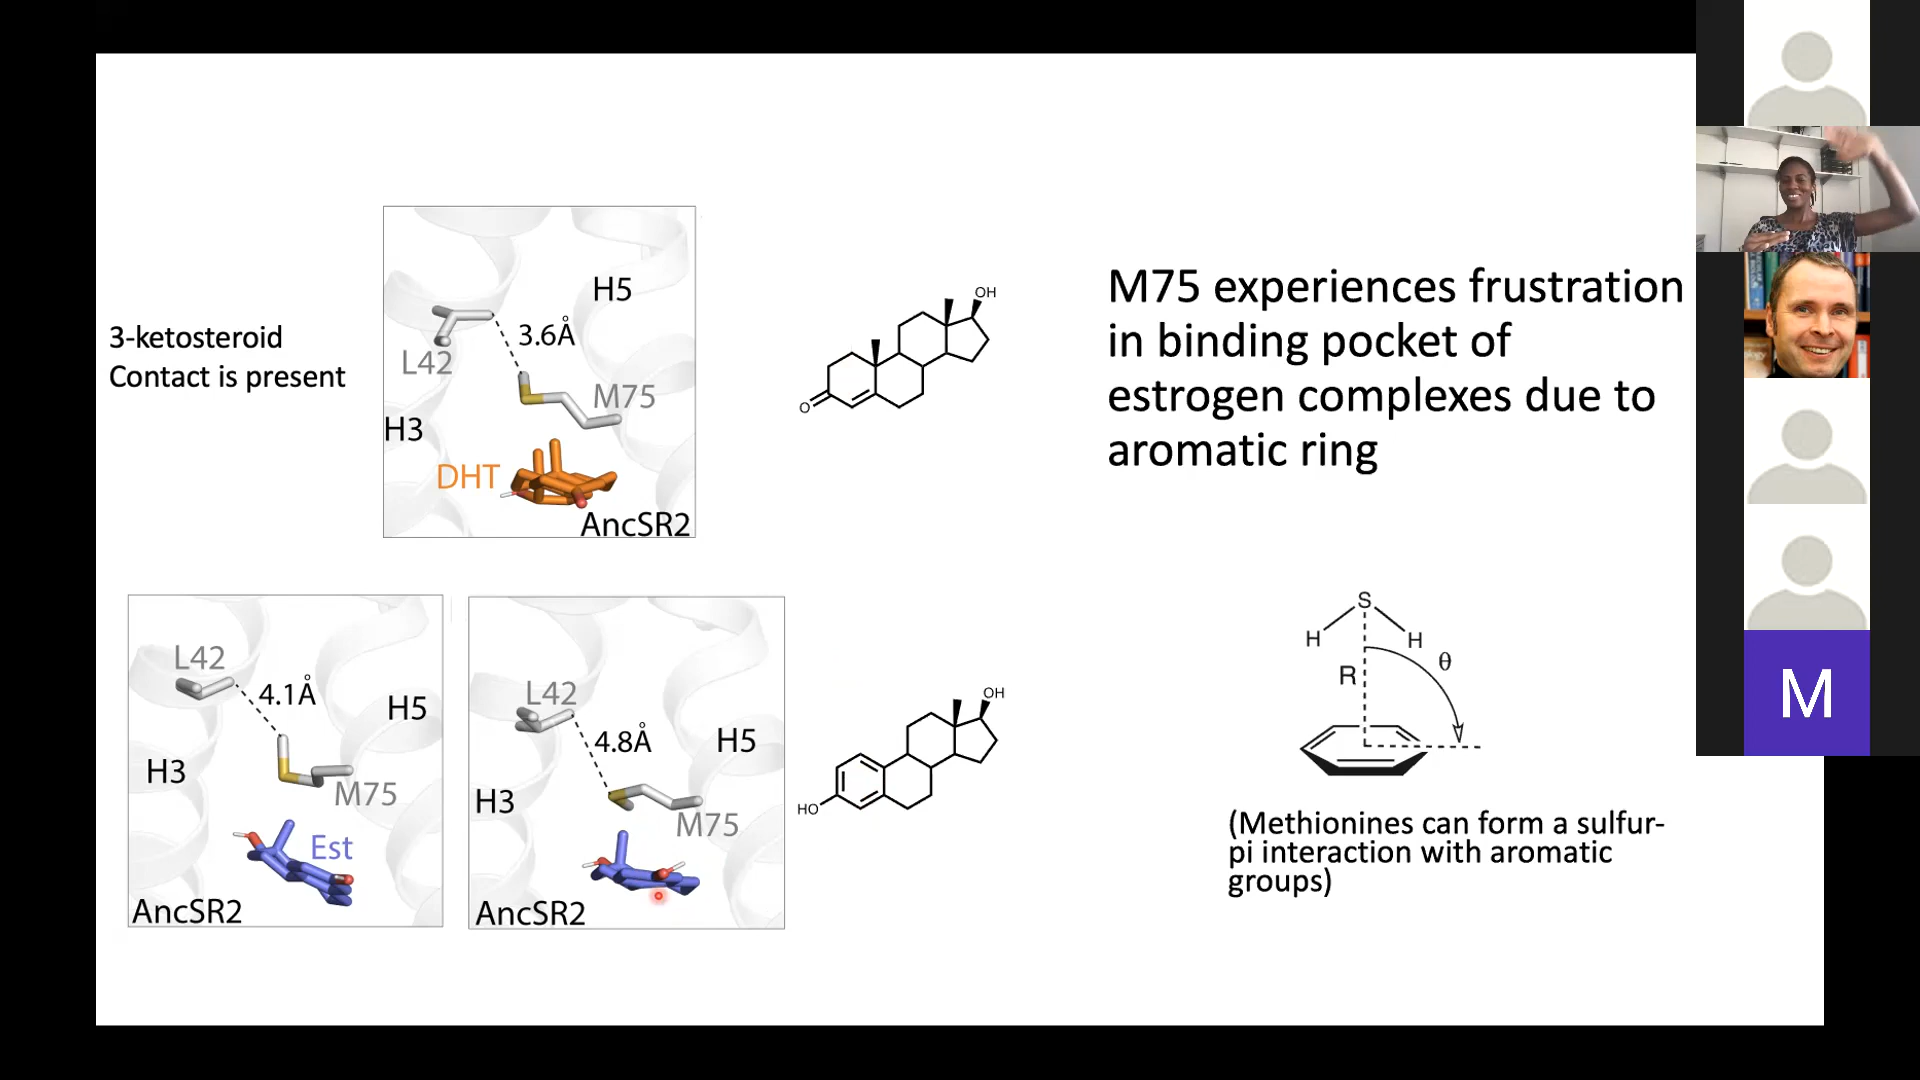 3-ketosteroid
Contact is present
H5
3.6Å
L42
M75
H3
DHT
AncSR2
OH
O
M75 experiences frustration
in binding pocket of
estrogen complexes due to
aromatic ring
L42
4.1Å
H5
H3
M75
Est
AncSR2
L42
4.8Å
H5
H3
M75
AncSR2
OH
HO
S
H H
R θ
(Methionines can form a sulfur-
pi interaction with aromatic
groups)
M